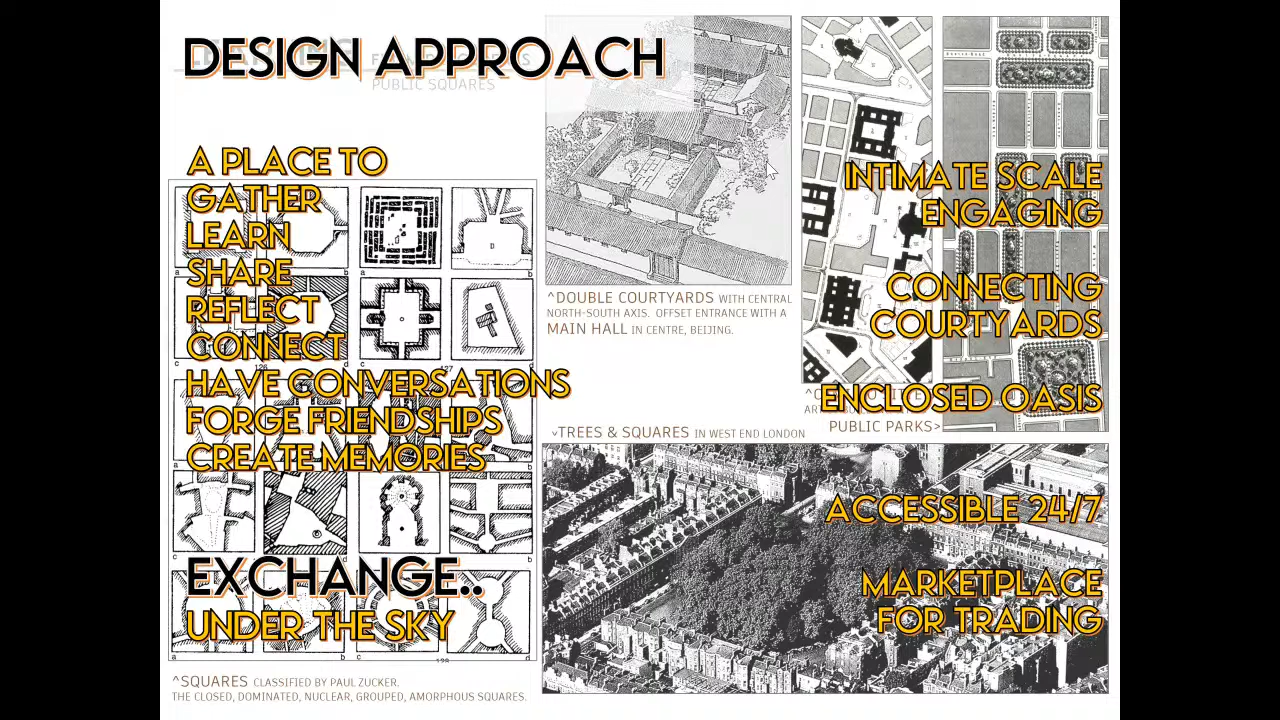 DESIGN APPROACH
PUBLIC SQUARES
A PLACE TO
GATHER
LEARN
SHARE
REFLECT
CONNECT
HAVE CONVERSATIONS
FORGE FRIENDSHIPS
CREATE MEMORIES
EXCHANGE..
UNDER THE SKY
^SQUARES CLASSIFIED BY PAUL ZUCKER.
THE CLOSED, DOMINATED, NUCLEAR, GROUPED, AMORPHOUS SQUARES.
^DOUBLE COURTYARDS WITH CENTRAL
NORTH-SOUTH AXIS. OFFSET ENTRANCE WITH A
MAIN HALL IN CENTRE, BEIJING.
˅TREES & SQUARES IN WEST END LONDON
INTIMATE SCALE
ENGAGING
CONNECTING
COURTYARDS
ENCLOSED OASIS
PUBLIC PARKS>
ACCESSIBLE 24/7
MARKETPLACE
FOR TRADING